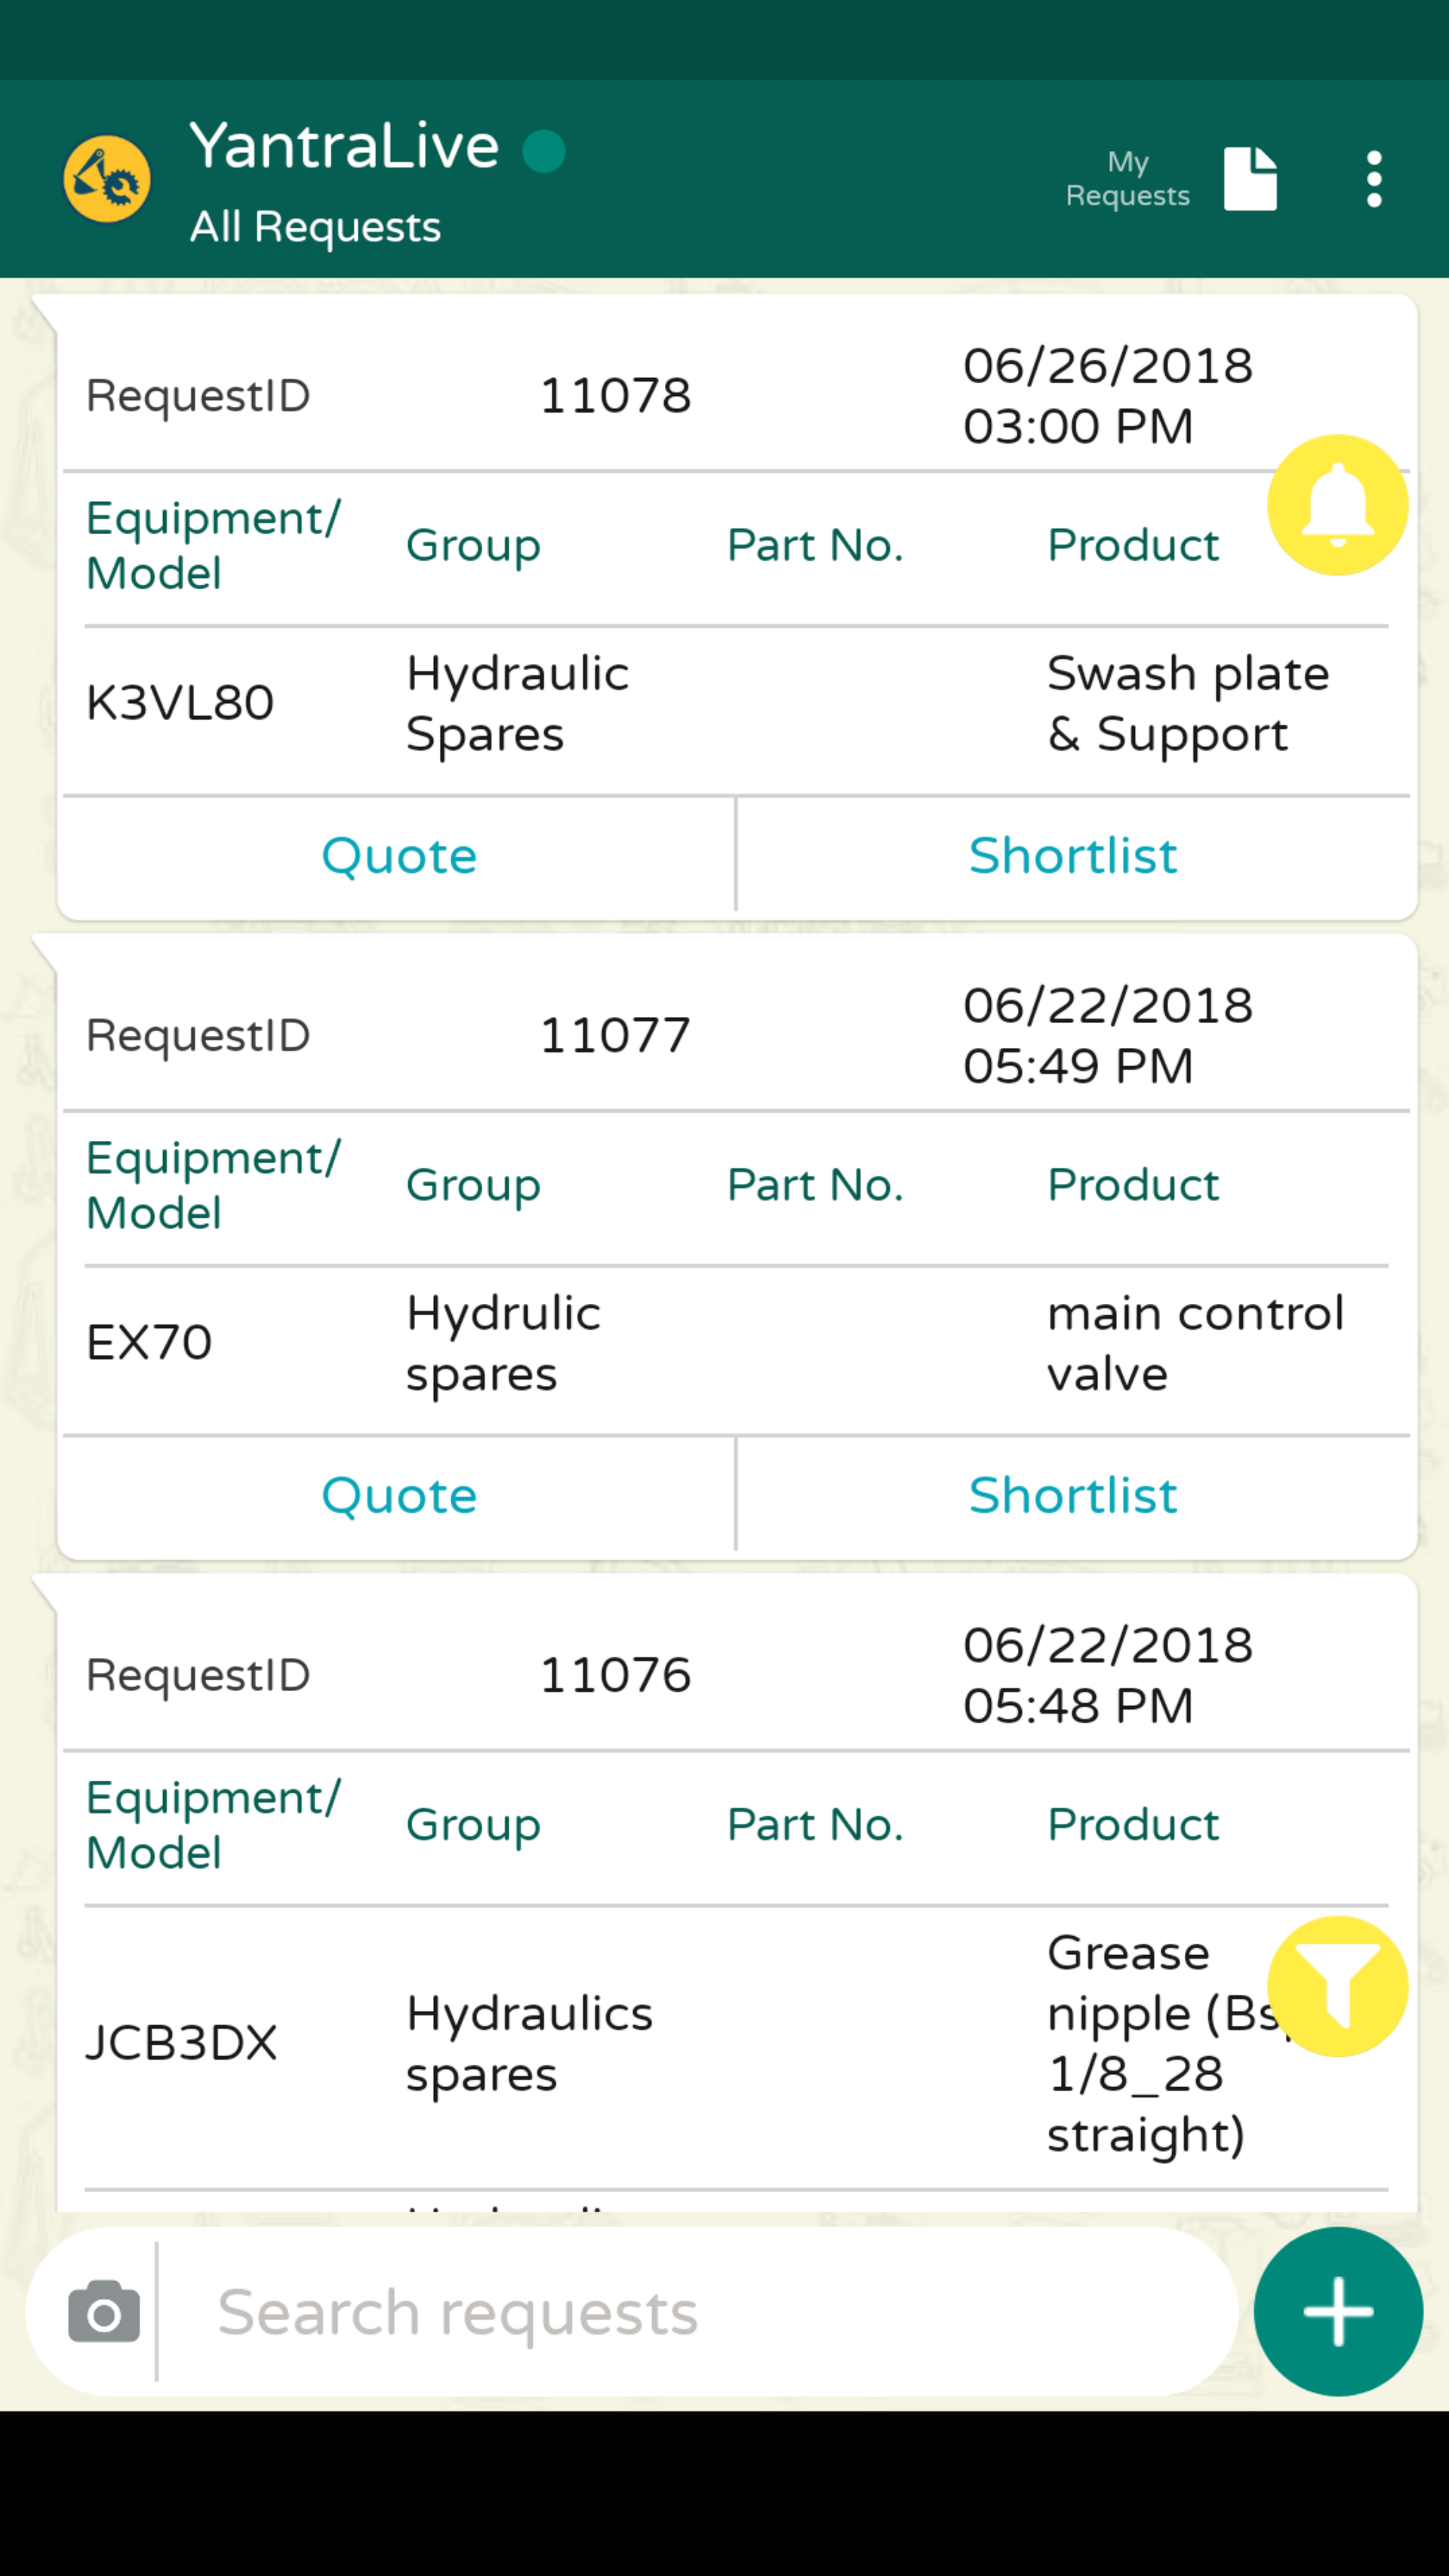 YantraLive
All Requests
My
Requests
RequestID 11078 06/26/2018
03:00 PM
Equipment/
Model Group Part No. Product
K3VL80 Hydraulic
Spares Swash plate
& Support
Quote Shortlist
RequestID 11077 06/22/2018
05:49 PM
Equipment/
Model Group Part No. Product
EX70 Hydrulic
spares main control
valve
Quote Shortlist
RequestID 11076 06/22/2018
05:48 PM
Equipment/
Model Group Part No. Product
JCB3DX Hydraulics
spares Grease
nipple
1/8_28
straight)
Search requests